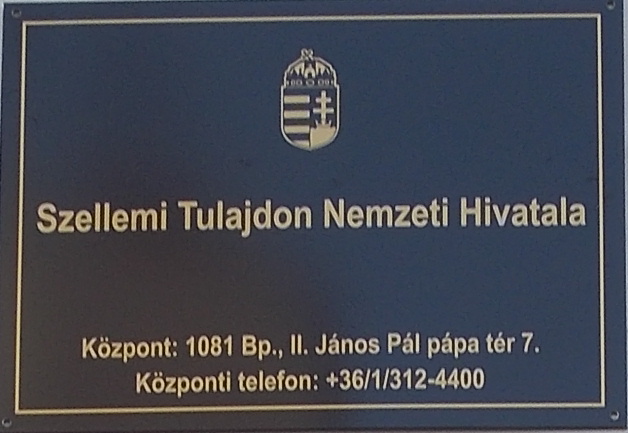 Szellemi Tulajdon Nemzeti Hivatala
Központ: 1081 Bp., II. János Pál pápa tér 7.
Központi telefon: +36/1/312-4400